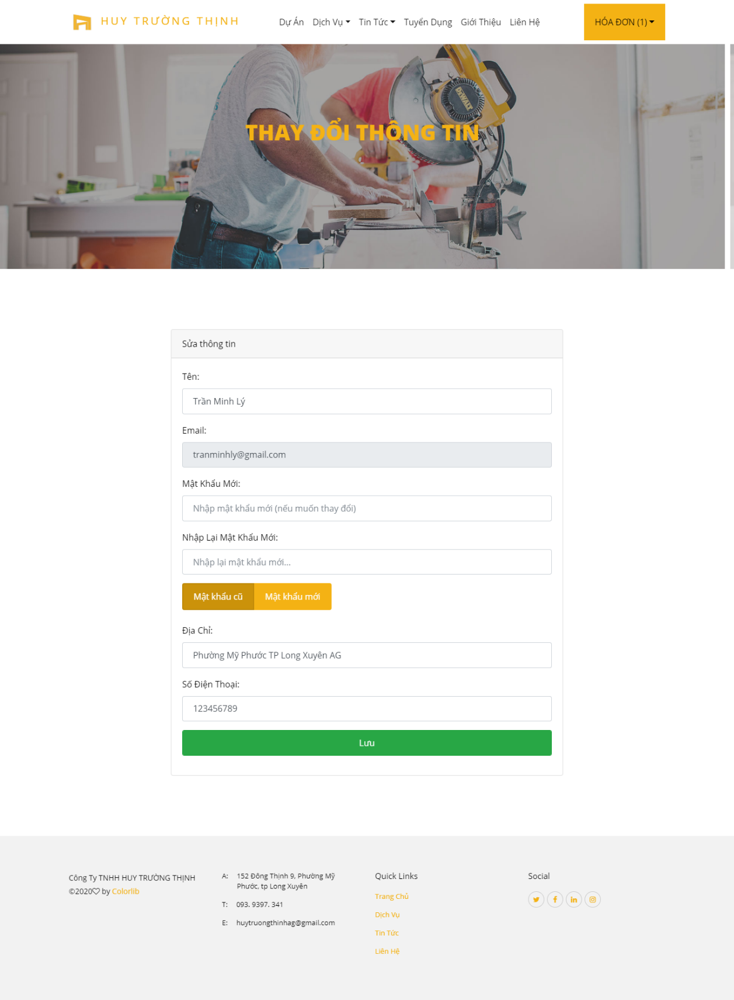 HUY TRƯỜNG THỊNH
Dự Án Dịch Vụ Tin Tức Tuyển Dụng Giới Thiệu Liên Hệ
HÓA ĐƠN (1)
DEWALT
THAY ĐỔI THÔNG TIN
Sửa thông tin
Tên:
Trần Minh Lý
Email:
tranminhly@gmail.com
Mật Khẩu Mới:
Nhập mật khẩu mới (nếu muốn thay đổi)
Nhập Lại Mật Khẩu Mới:
Nhập lại mật khẩu mới...
Mật khẩu cũ Mật khẩu mới
Địa Chỉ:
Phường Mỹ Phước TP Long Xuyên AG
Số Điện Thoại:
123456789
Lưu
Công Ty TNHH HUY TRƯỜNG THỊNH
©2020 by Colorlib
A: 152 Đông Thịnh 9, Phường Mỹ
Phước, tp Long Xuyên
T: 093. 9397. 341
E: huytruongthinhag@gmail.com
Quick Links
Trang Chủ
Dịch Vụ
Tin Tức
Liên Hệ
Social